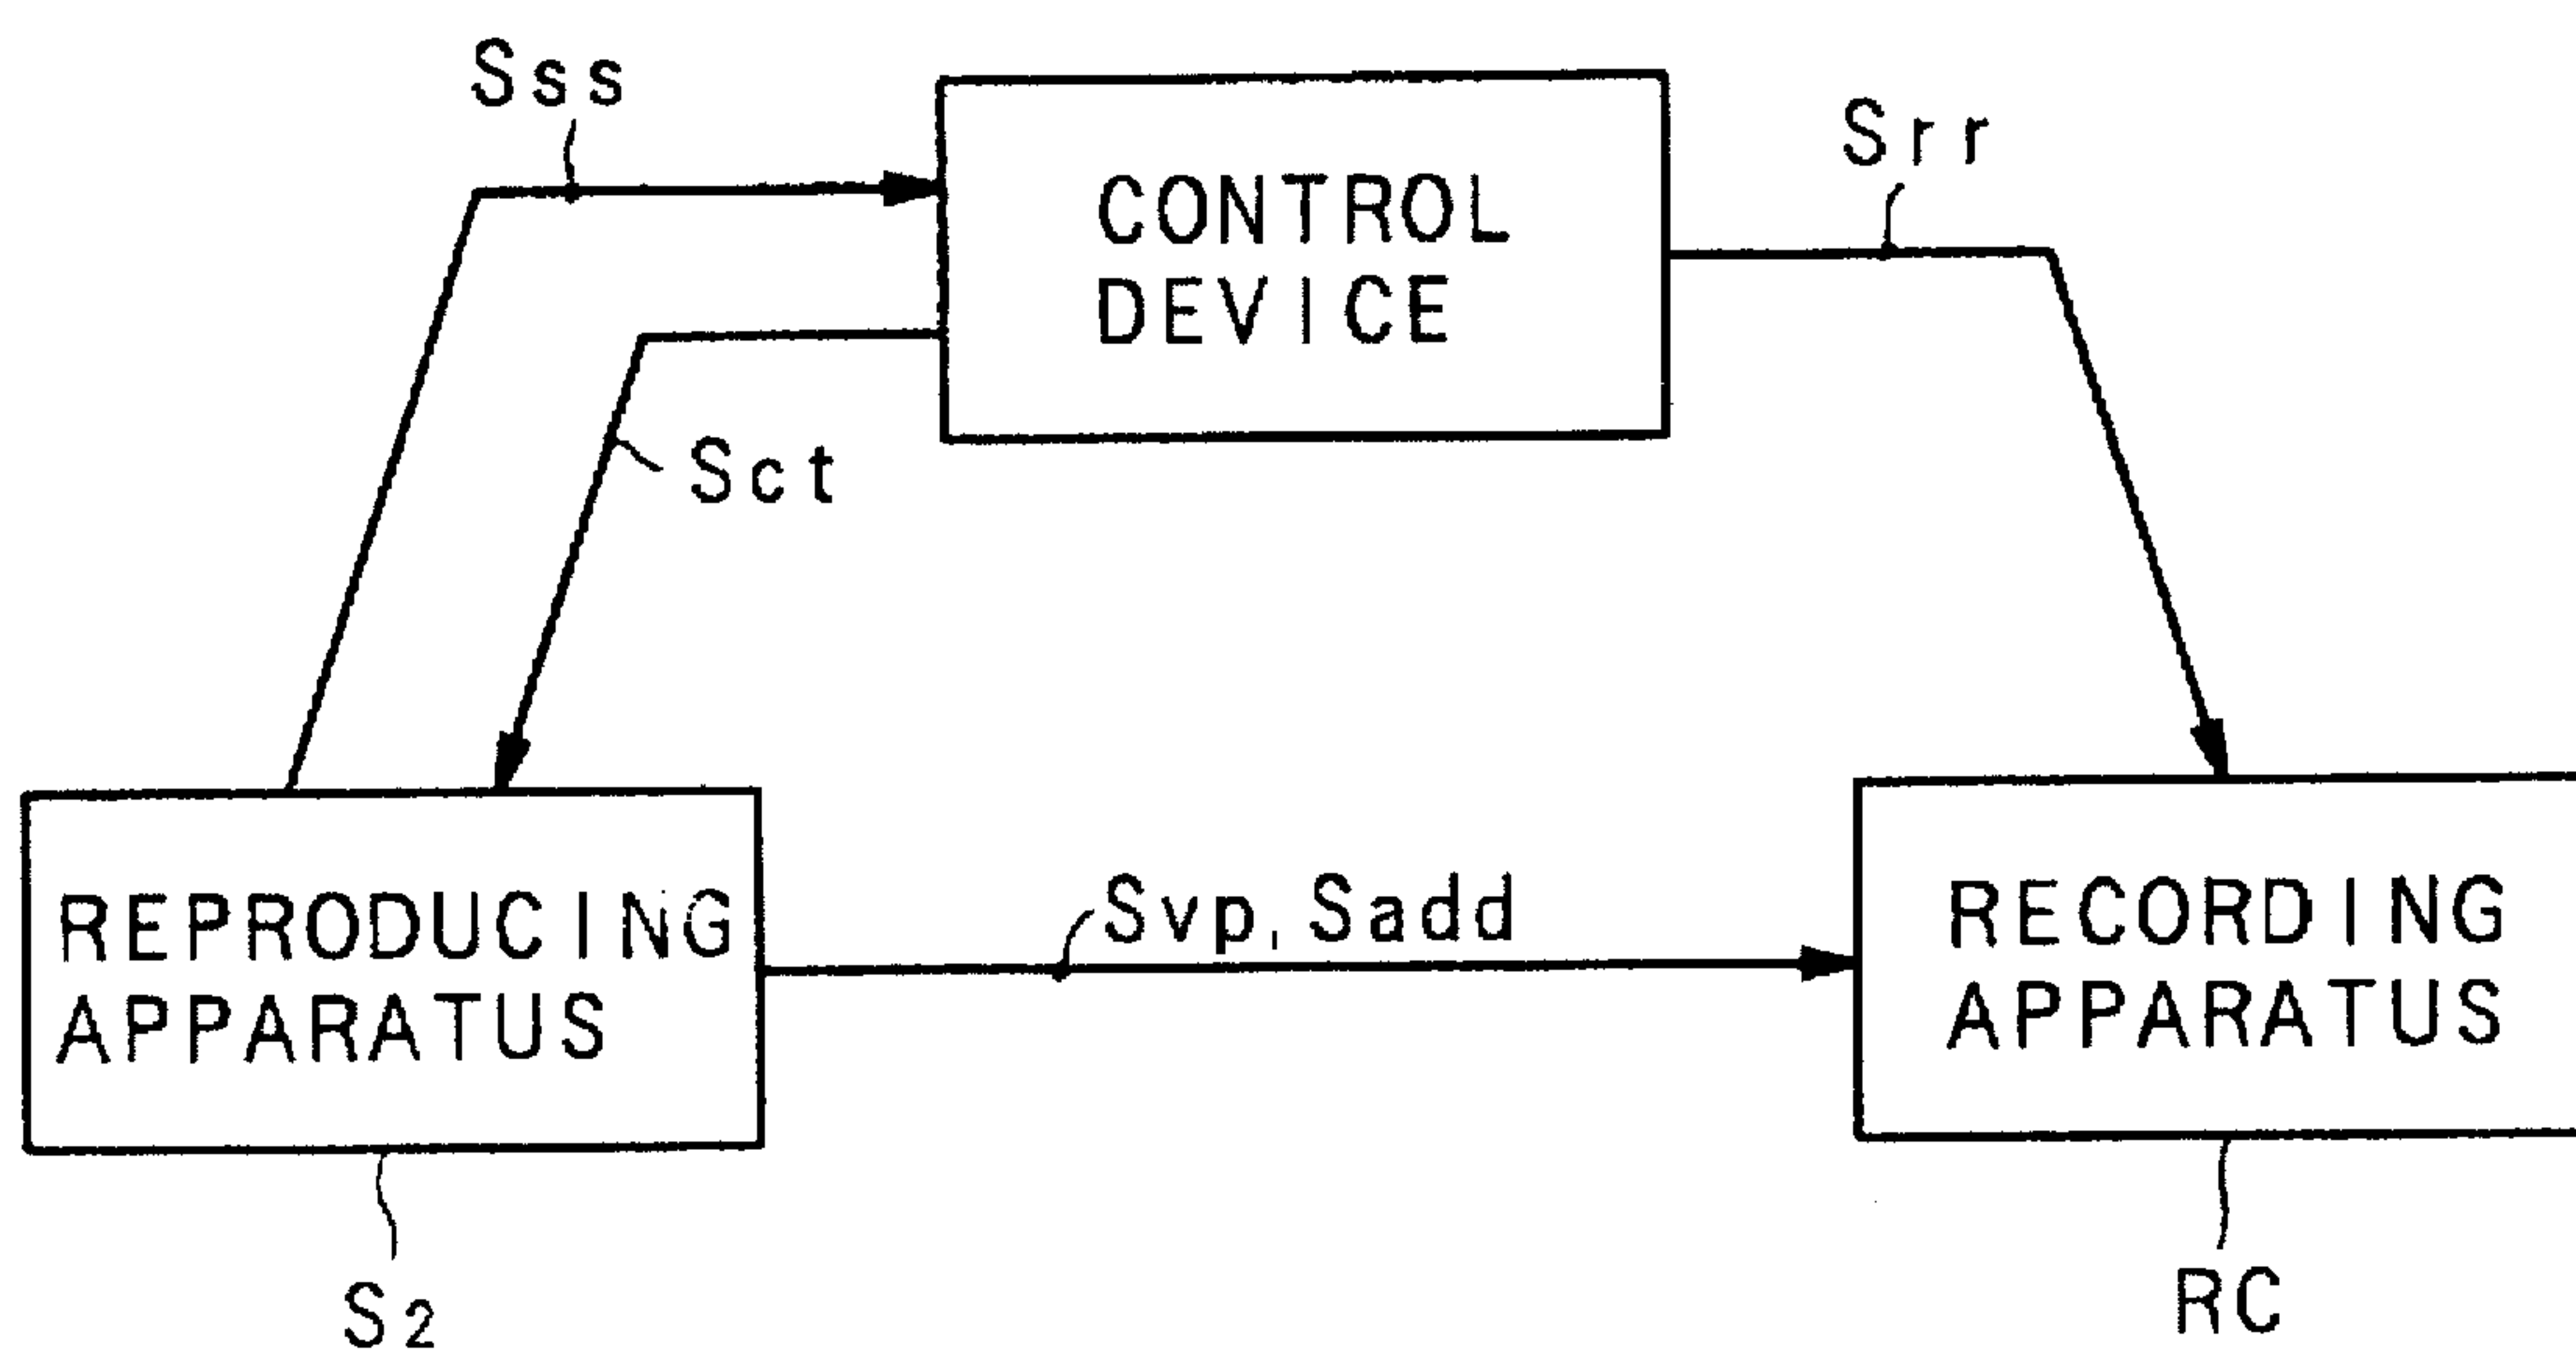 Sss
CONTROL
DEVICE
Srr
Sct
REPRODUCING
APPARATUS
Svp, Sadd
RECORDING
APPARATUS
S2
RC